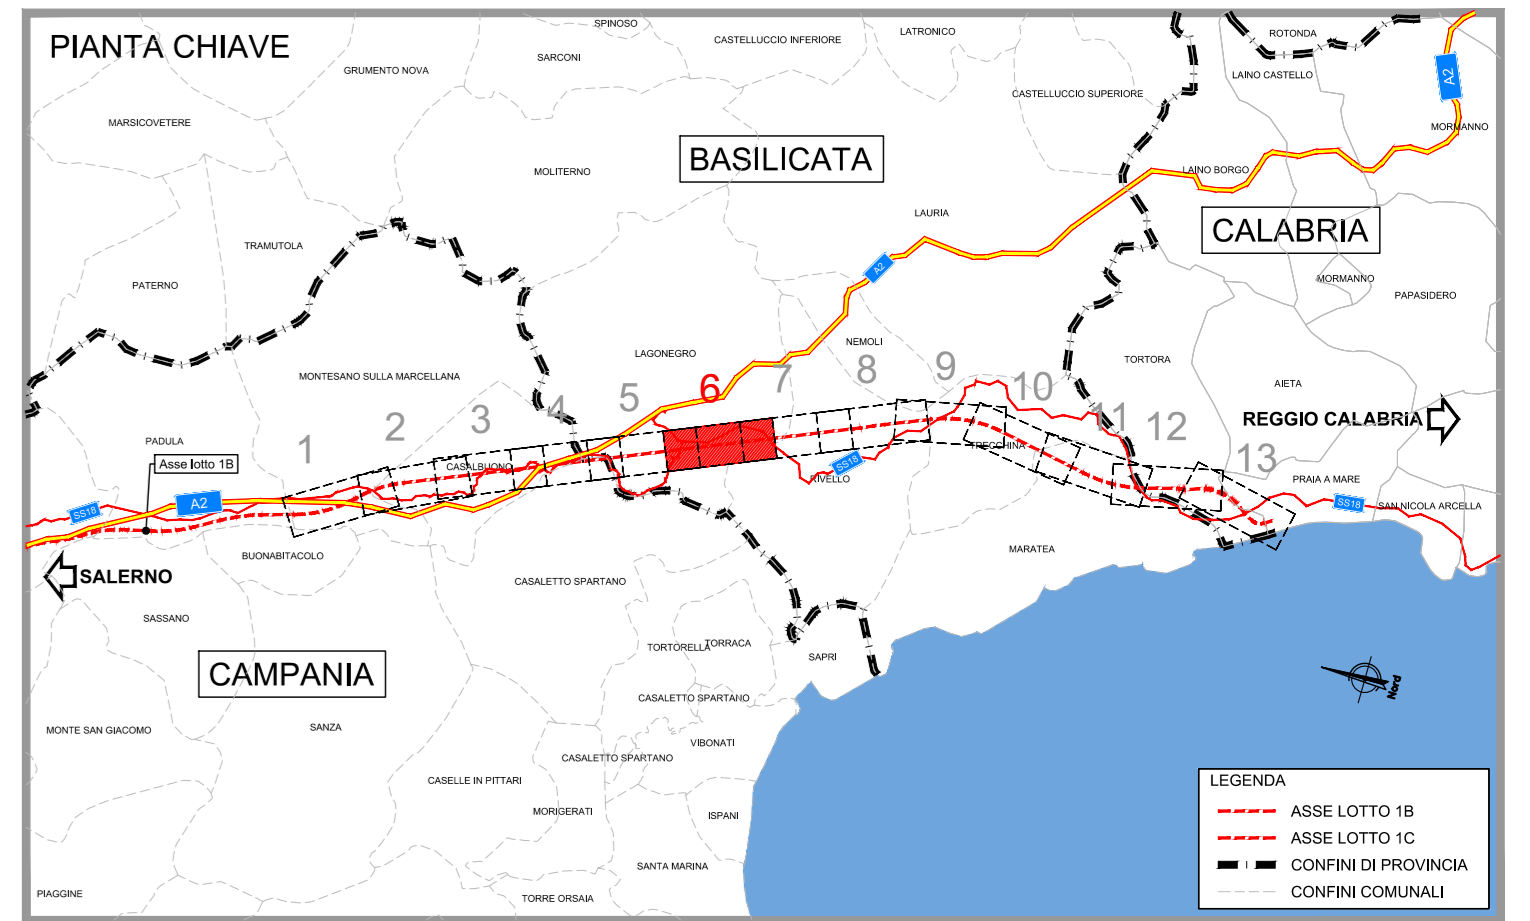 PIANTA CHIAVE
SPINOSO
SARCONI
GRUMENTO NOVA
CASTELLUCCIO INFERIORE
LATRONICO
ROTONDA
LAINO CASTELLO
A2
CASTELLUCCIO SUPERIORE
MARSICOVETERE
MORMANNO
BASILICATA
MOLITERNO
LAINO BORGO
LAURIA
CALABRIA
TRAMUTOLA
A2
PATERNO
MORMANNO
PAPASIDERO
LAGONEGRO
NEMOLI
TORTORA
MONTESANO SULLA MARCELLANA
AIETA
1
2
3
4
5
6
7
8
9
10
11
12
13
REGGIO CALABRIA
PADULA
Asse lotto 1B
CASALBUONO
TRECCHINA
RIVELLO
SS18
PRAIA A MARE
SS18
SAN NICOLA ARCELLA
SS18
A2
BUONABITACOLO
MARATEA
SALERNO
CASALETTO SPARTANO
SASSANO
TORTORELLA
TORRACA
SAPRI
CAMPANIA
CASALETTO SPARTANO
Nord
MONTE SAN GIACOMO
SANZA
VIBONATI
CASALETTO SPARTANO
CASELLE IN PITTARI
MORIGERATI
ISPANI
SANTA MARINA
PIAGGINE
TORRE ORSAIA
LEGENDA
ASSE LOTTO 1B
ASSE LOTTO 1C
CONFINI DI PROVINCIA
CONFINI COMUNALI